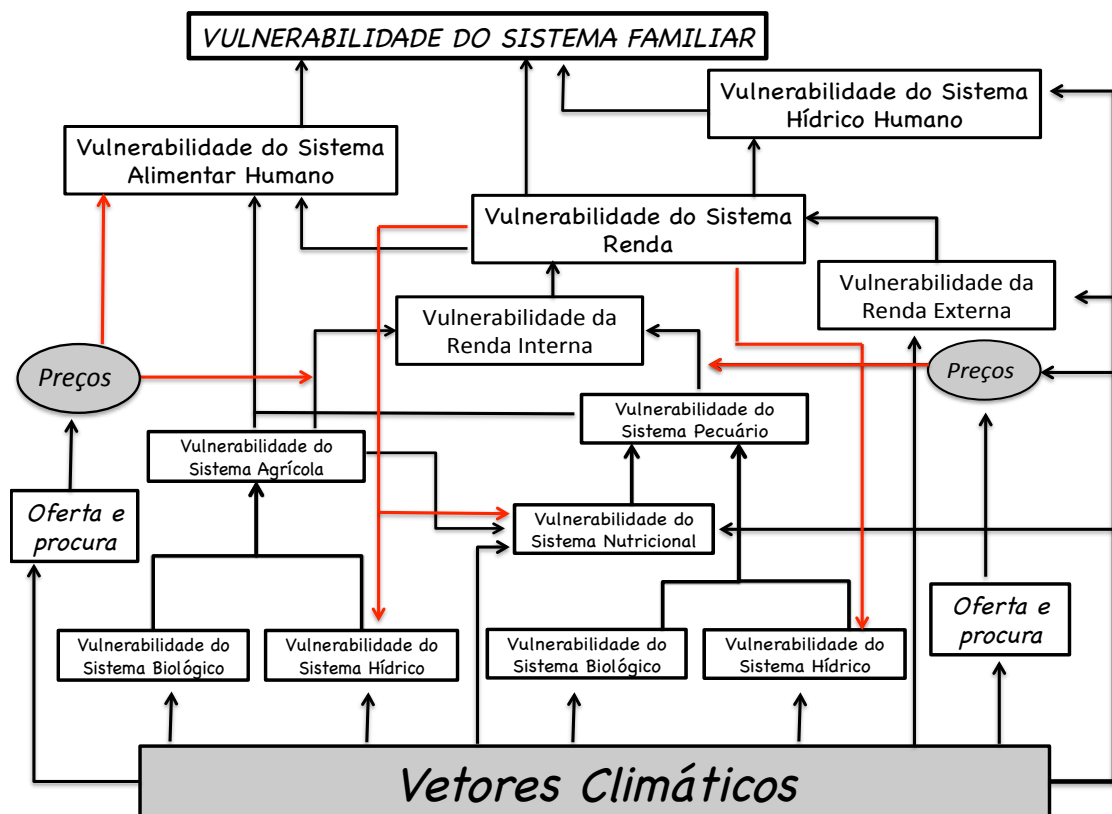 VULNERABILIDADE DO SISTEMA FAMILIAR
Vulnerabilidade do Sistema
Hídrico Humano
Vulnerabilidade do Sistema
Alimentar Humano
Vulnerabilidade do Sistema
Renda
Vulnerabilidade da
Renda Externa
Vulnerabilidade da
Renda Interna
Preços
Preços
Vulnerabilidade do
Sistema Pecuário
Vulnerabilidade do
Sistema Agrícola
Oferta e
procura
Vulnerabilidade do
Sistema Nutricional
Oferta e
procura
Vulnerabilidade do
Sistema Biológico
Vulnerabilidade do
Sistema Hídrico
Vulnerabilidade do
Sistema Biológico
Vulnerabilidade do
Sistema Hídrico
Vetores Climáticos